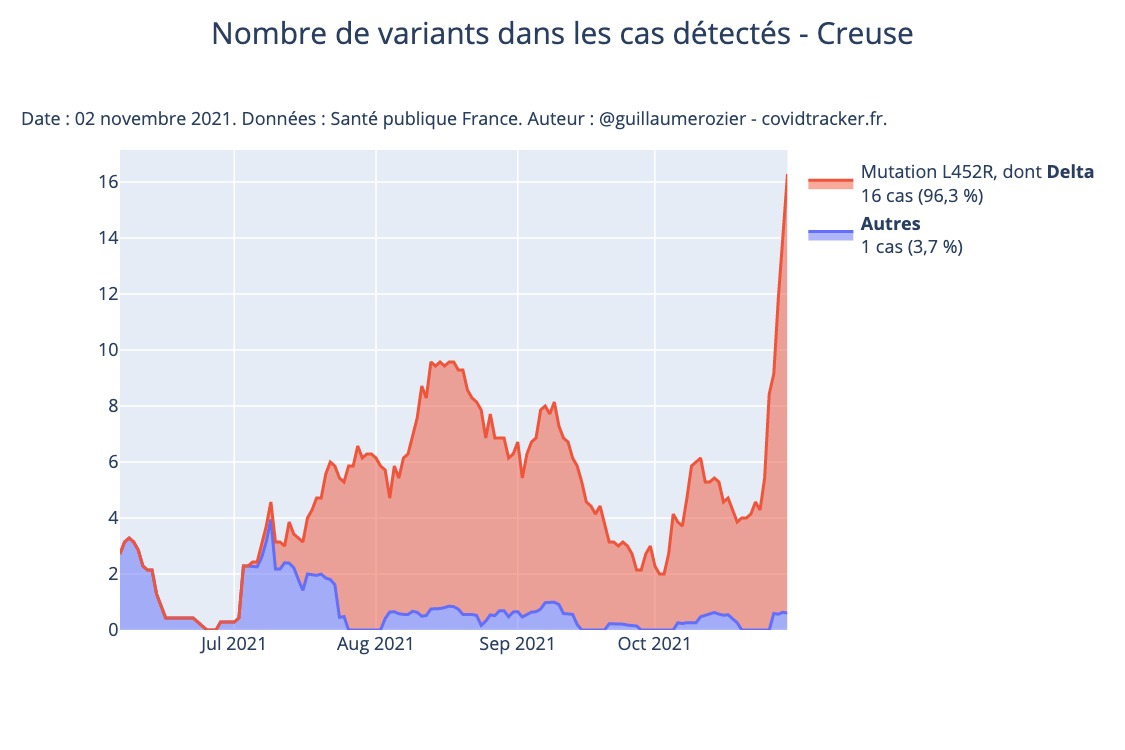 Nombre de variants dans les cas détectés - Creuse
Date : 02 novembre 2021. Données : Santé publique France. Auteur : @guillaumerozier - covidtracker.fr.
Mutation L452R, dont Delta
16 cas (96,3 %)
Autres
1 cas (3,7 %)
16
14
12
10
8
6
4
2
0
Jul 2021
Aug 2021
Sep 2021
Oct 2021